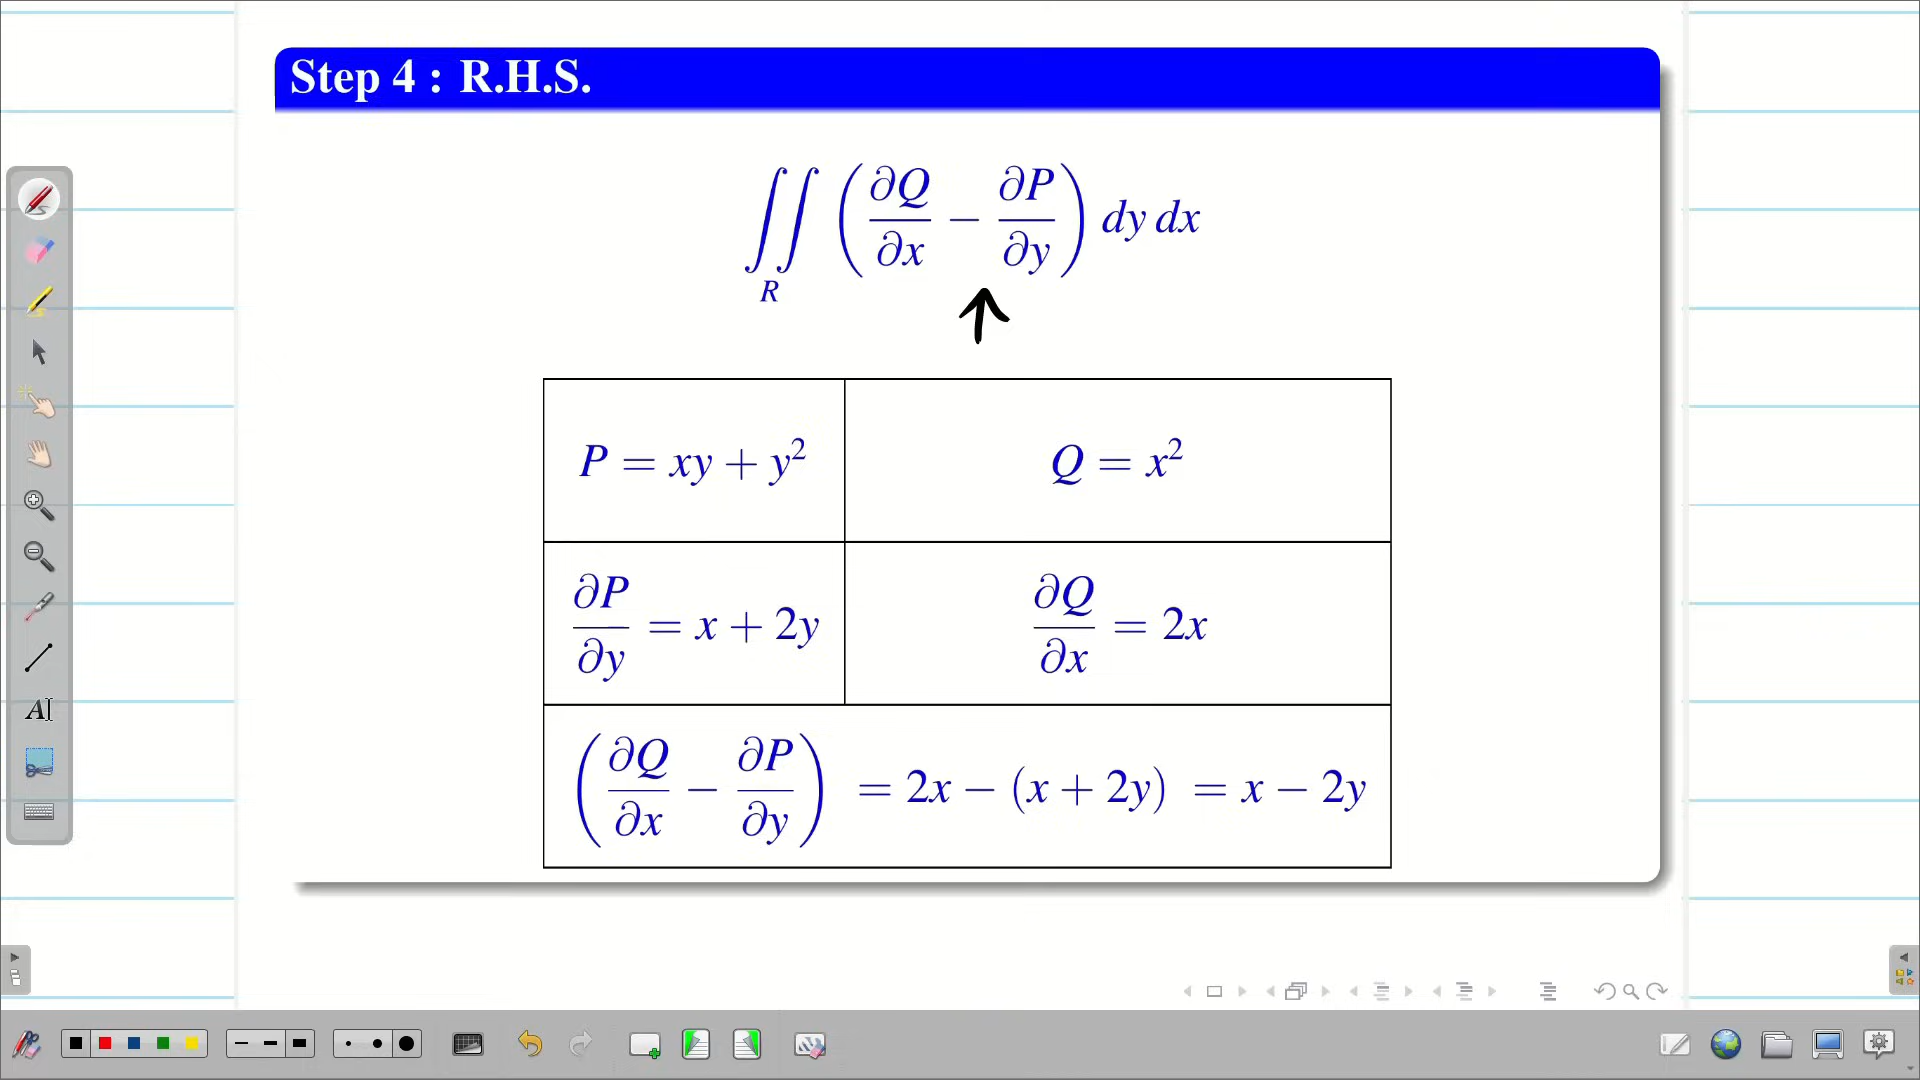 Step 4 : R.H.S.
∬_R (∂Q/∂x − ∂P/∂y) dy dx
P = xy + y² Q = x²
∂P/∂y = x + 2y ∂Q/∂x = 2x
(∂Q/∂x − ∂P/∂y) = 2x − (x + 2y) = x − 2y